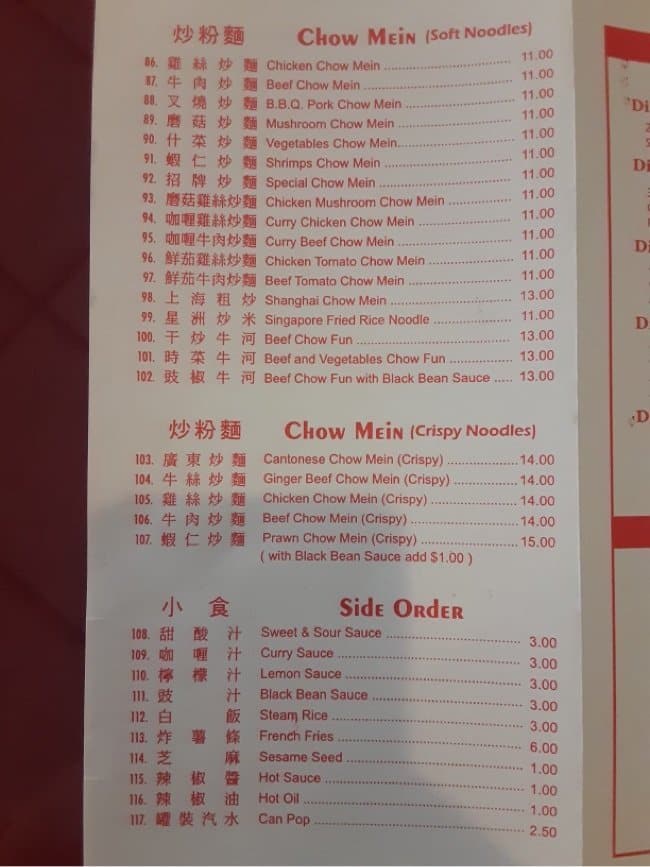 炒粉麵 CHOW MEIN (Soft Noodles)
86. 雞絲炒麵 Chicken Chow Mein 11.00
87. 牛肉炒麵 Beef Chow Mein 11.00
88. 叉燒炒麵 B.B.Q. Pork Chow Mein 11.00
89. 磨菇炒麵 Mushroom Chow Mein 11.00
90. 什菜炒麵 Vegetables Chow Mein 11.00
91. 蝦仁炒麵 Shrimps Chow Mein 11.00
92. 招牌炒麵 Special Chow Mein 11.00
93. 磨菇雞絲炒麵 Chicken Mushroom Chow Mein 11.00
94. 咖喱雞絲炒麵 Curry Chicken Chow Mein 11.00
95. 咖喱牛肉炒麵 Curry Beef Chow Mein 11.00
96. 鮮茄雞絲炒麵 Chicken Tomato Chow Mein 11.00
97. 鮮茄牛肉炒麵 Beef Tomato Chow Mein 11.00
98. 上海粗炒 Shanghai Chow Mein 13.00
99. 星洲炒米 Singapore Fried Rice Noodle 11.00
100. 干炒牛河 Beef Chow Fun 13.00
101. 時菜牛河 Beef and Vegetables Chow Fun 13.00
102. 豉椒牛河 Beef Chow Fun with Black Bean Sauce 13.00
炒粉麵 CHOW MEIN (Crispy Noodles)
103. 廣東炒麵 Cantonese Chow Mein (Crispy) 14.00
104. 牛絲炒麵 Ginger Beef Chow Mein (Crispy) 14.00
105. 雞絲炒麵 Chicken Chow Mein (Crispy) 14.00
106. 牛肉炒麵 Beef Chow Mein (Crispy) 14.00
107. 蝦仁炒麵 Prawn Chow Mein (Crispy) 15.00
( with Black Bean Sauce add $1.00 )
小食 SIDE ORDER
108. 甜酸汁 Sweet & Sour Sauce 3.00
109. 咖喱汁 Curry Sauce 3.00
110. 檸檬汁 Lemon Sauce 3.00
111. 豉汁 Black Bean Sauce 3.00
112. 白飯 Steam Rice 3.00
113. 炸薯條 French Fries 6.00
114. 芝麻 Sesame Seed 1.00
115. 辣椒醬 Hot Sauce 1.00
116. 辣椒油 Hot Oil 1.00
117. 罐裝汽水 Can Pop 2.50